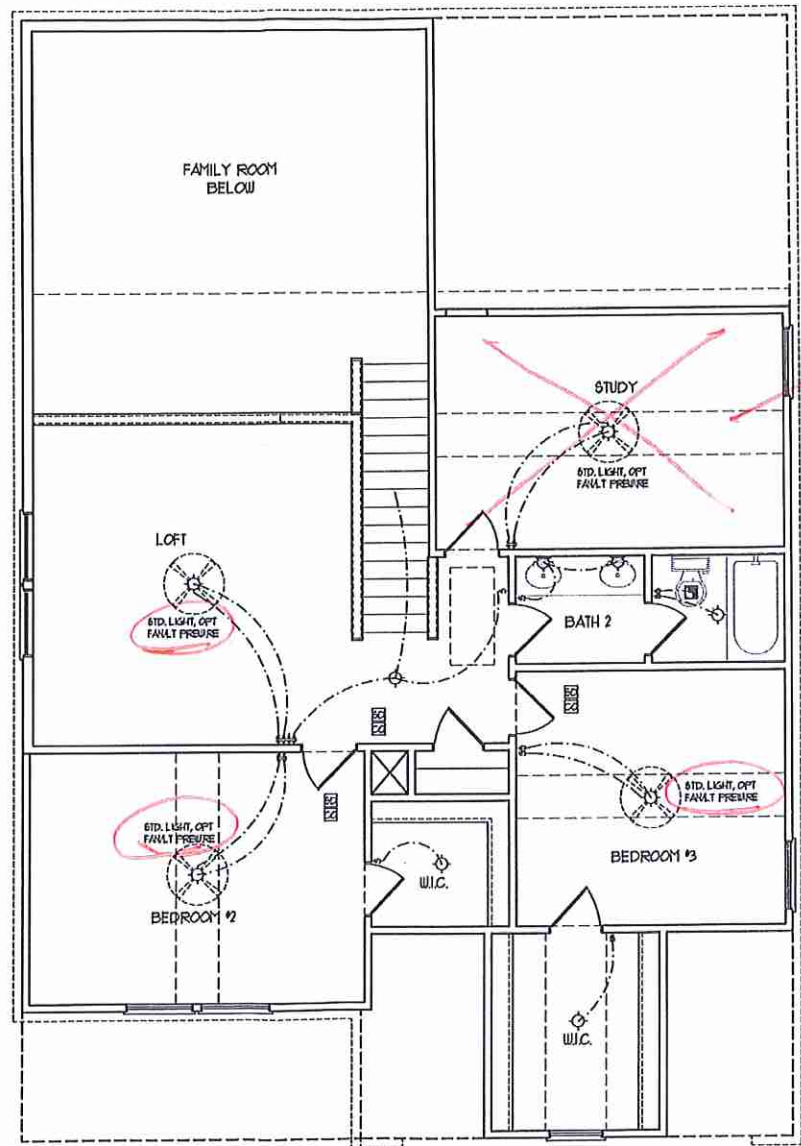 FAMILY ROOM
BELOW
STUDY
STD. LIGHT, OPT
FAN/LT PREWIRE
LOFT
STD. LIGHT, OPT
FAN/LT PREWIRE
BATH 2
STD. LIGHT, OPT
FAN/LT PREWIRE
STD. LIGHT, OPT
FAN/LT PREWIRE
BEDROOM #3
W.I.C.
BEDROOM #2
W.I.C.